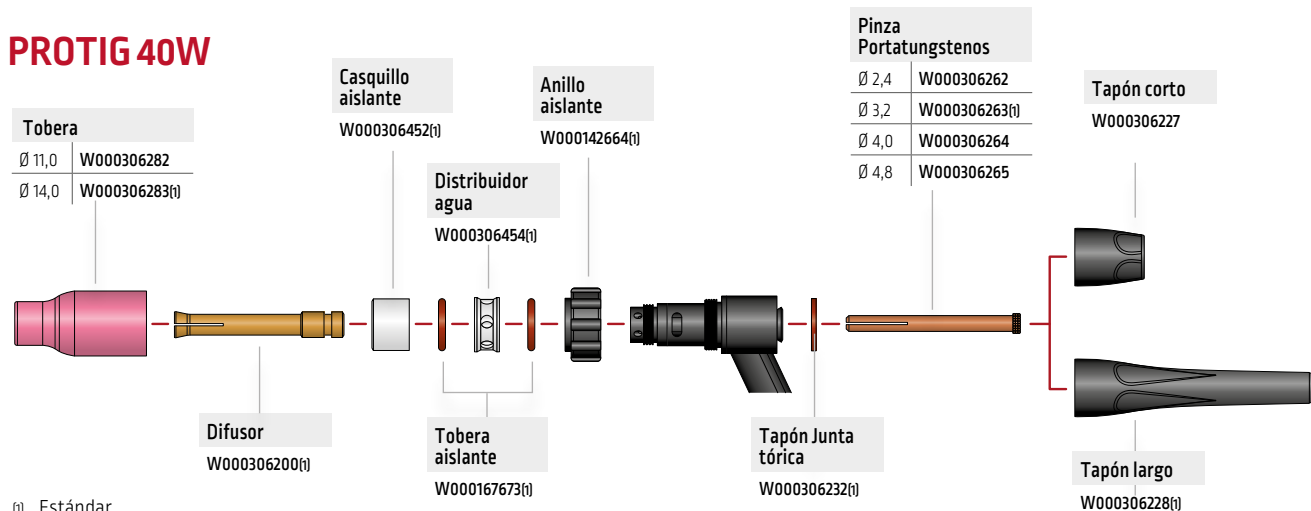 PROTIG 40W
Tobera
Ø 11,0 W000306282
Ø 14,0 W000306283(1)
Casquillo
aislante
W000306452(1)
Distribuidor
agua
W000306454(1)
Anillo
aislante
W000142664(1)
Pinza
Portatungstenos
Ø 2,4 W000306262
Ø 3,2 W000306263(1)
Ø 4,0 W000306264
Ø 4,8 W000306265
Tapón corto
W000306227
Difusor
W000306200(1)
Tobera
aislante
W000167673(1)
Tapón Junta
tórica
W000306232(1)
Tapón largo
W000306228(1)
(1) Estándar